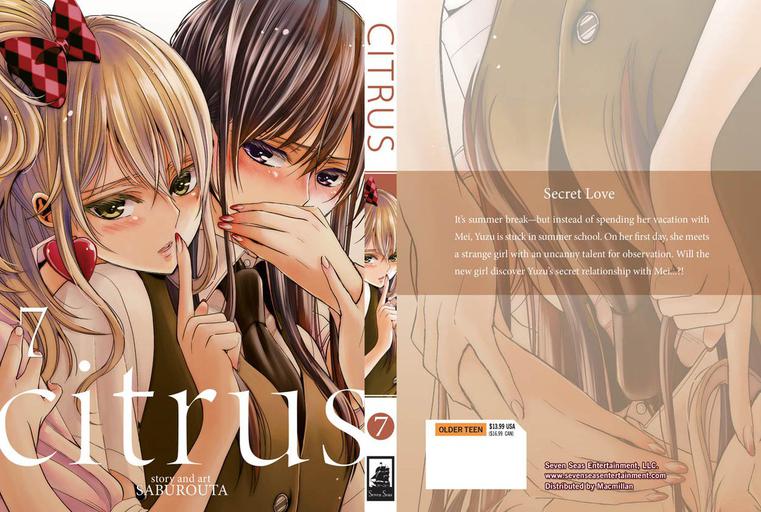 7
citrus
story and art
SABUROUTA
CITRUS
7
Seven Seas
Secret Love
It's summer break—but instead of spending her vacation with
Mei, Yuzu is stuck in summer school. On her first day, she meets
a strange girl with an uncanny talent for observation. Will the
new girl discover Yuzu's secret relationship with Mei...?!
OLDER TEEN
$13.99 USA
($16.99 CAN)
Seven Seas Entertainment, LLC.
www.sevenseasentertainment.com
Distributed by Macmillan